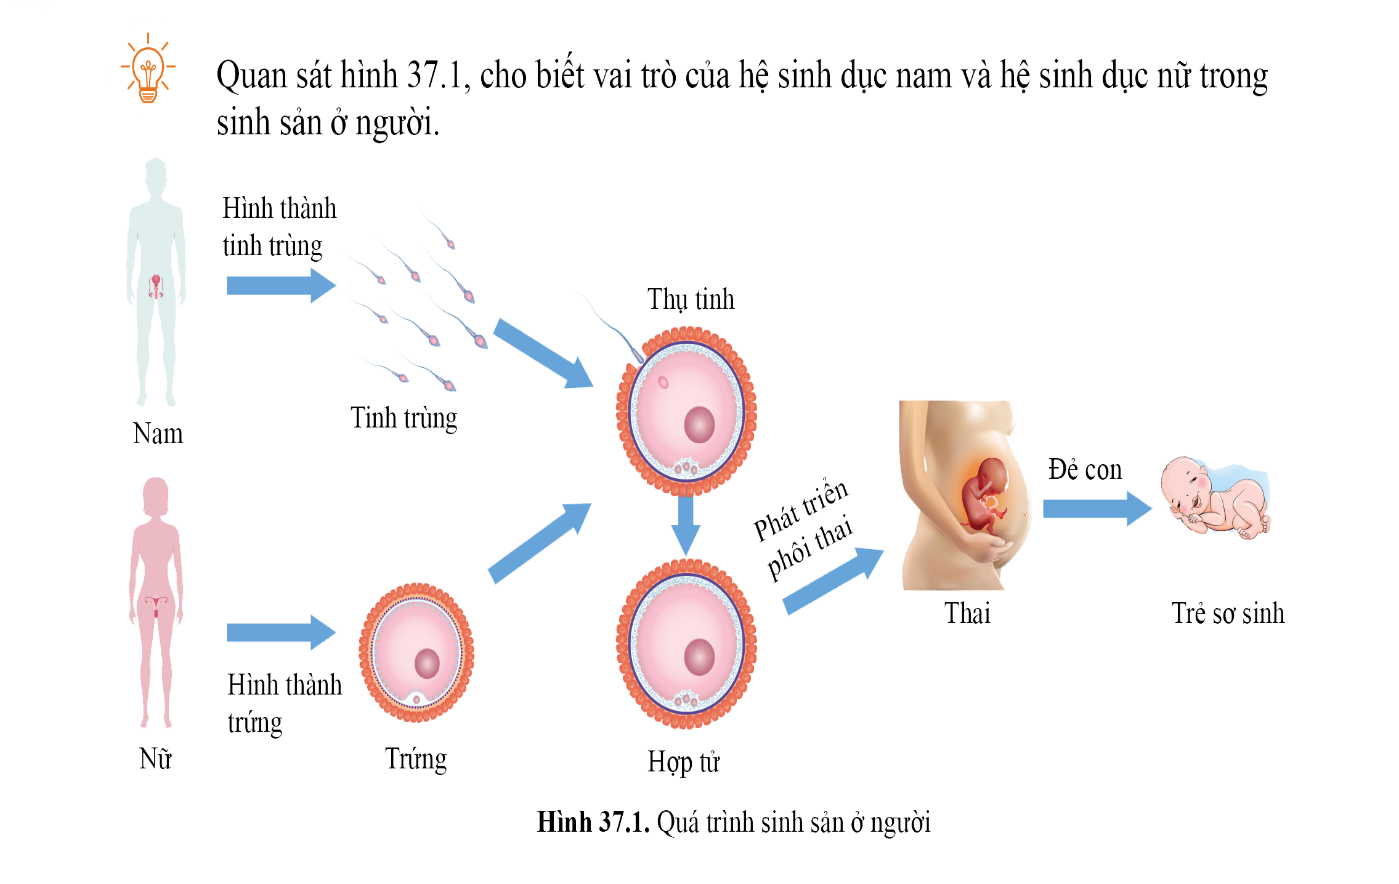 Quan sát hình 37.1, cho biết vai trò của hệ sinh dục nam và hệ sinh dục nữ trong
sinh sản ở người.
Hình thành
tinh trùng
Nam
Tinh trùng
Thụ tinh
Nữ
Hình thành
trứng
Trứng
Hợp tử
Phát triển
phôi thai
Thai
Đẻ con
Trẻ sơ sinh
Hình 37.1. Quá trình sinh sản ở người